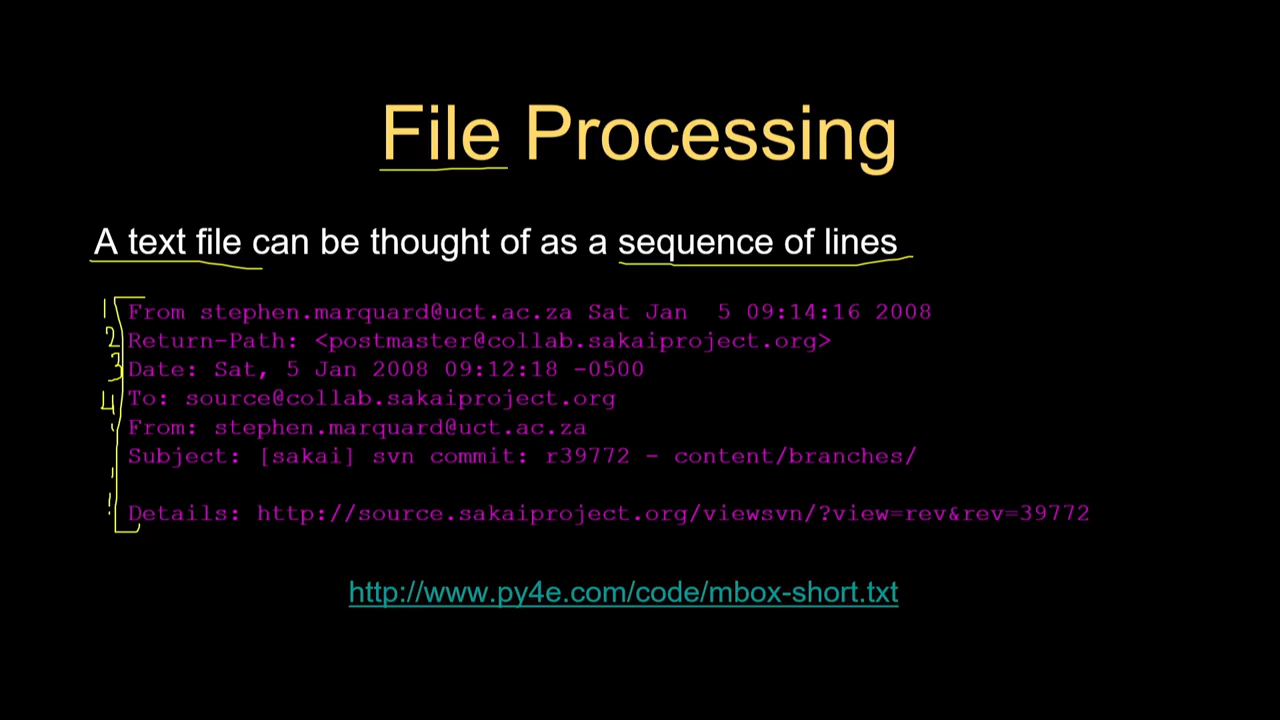 File Processing
A text file can be thought of as a sequence of lines
1 From stephen.marquard@uct.ac.za Sat Jan  5 09:14:16 2008
2 Return-Path: <postmaster@collab.sakaiproject.org>
3 Date: Sat, 5 Jan 2008 09:12:18 -0500
4 To: source@collab.sakaiproject.org
From: stephen.marquard@uct.ac.za
Subject: [sakai] svn commit: r39772 - content/branches/
Details: http://source.sakaiproject.org/viewsvn/?view=rev&rev=39772
http://www.py4e.com/code/mbox-short.txt